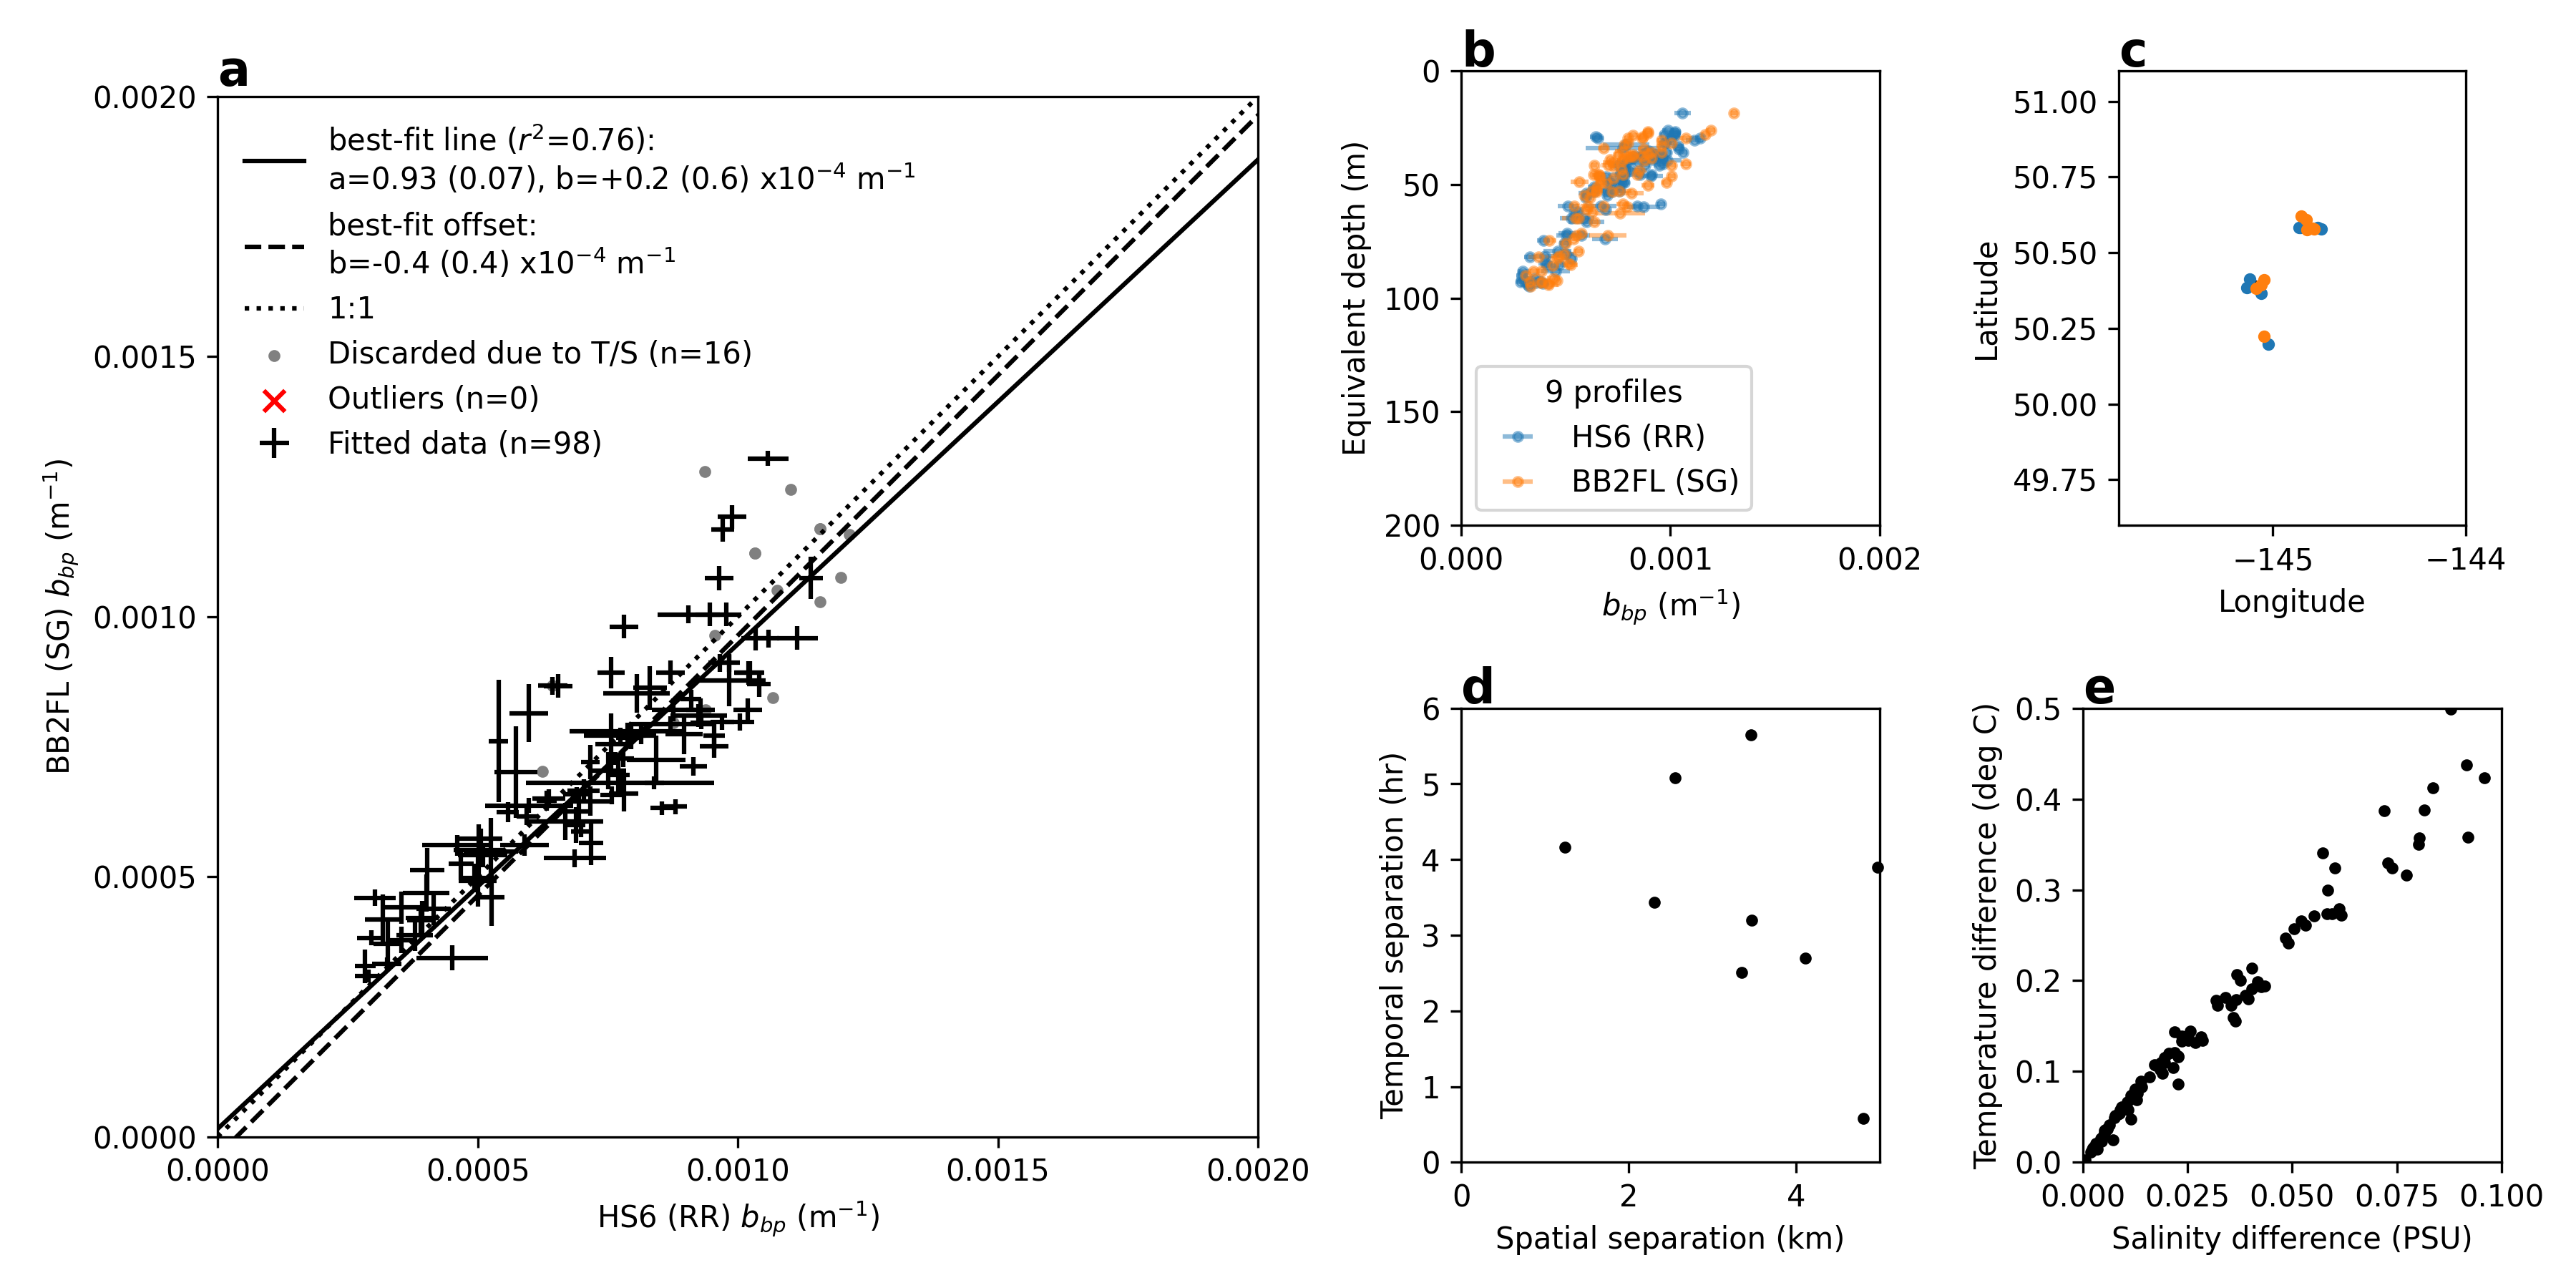 a
0.0020
0.0015
0.0010
0.0005
0.0000
BB2FL (SG) b_bp (m⁻¹)
best-fit line (r²=0.76):
a=0.93 (0.07), b=+0.2 (0.6) x10⁻⁴ m⁻¹
best-fit offset:
b=-0.4 (0.4) x10⁻⁴ m⁻¹
1:1
Discarded due to T/S (n=16)
Outliers (n=0)
Fitted data (n=98)
0.0000 0.0005 0.0010 0.0015 0.0020
HS6 (RR) b_bp (m⁻¹)
b
0
50
100
150
200
Equivalent depth (m)
9 profiles
HS6 (RR)
BB2FL (SG)
0.000 0.001 0.002
b_bp (m⁻¹)
c
51.00
50.75
50.50
50.25
50.00
49.75
Latitude
−145 −144
Longitude
d
6
5
4
3
2
1
0
Temporal separation (hr)
0 2 4
Spatial separation (km)
e
0.5
0.4
0.3
0.2
0.1
0.0
Temperature difference (deg C)
0.000 0.025 0.050 0.075 0.100
Salinity difference (PSU)